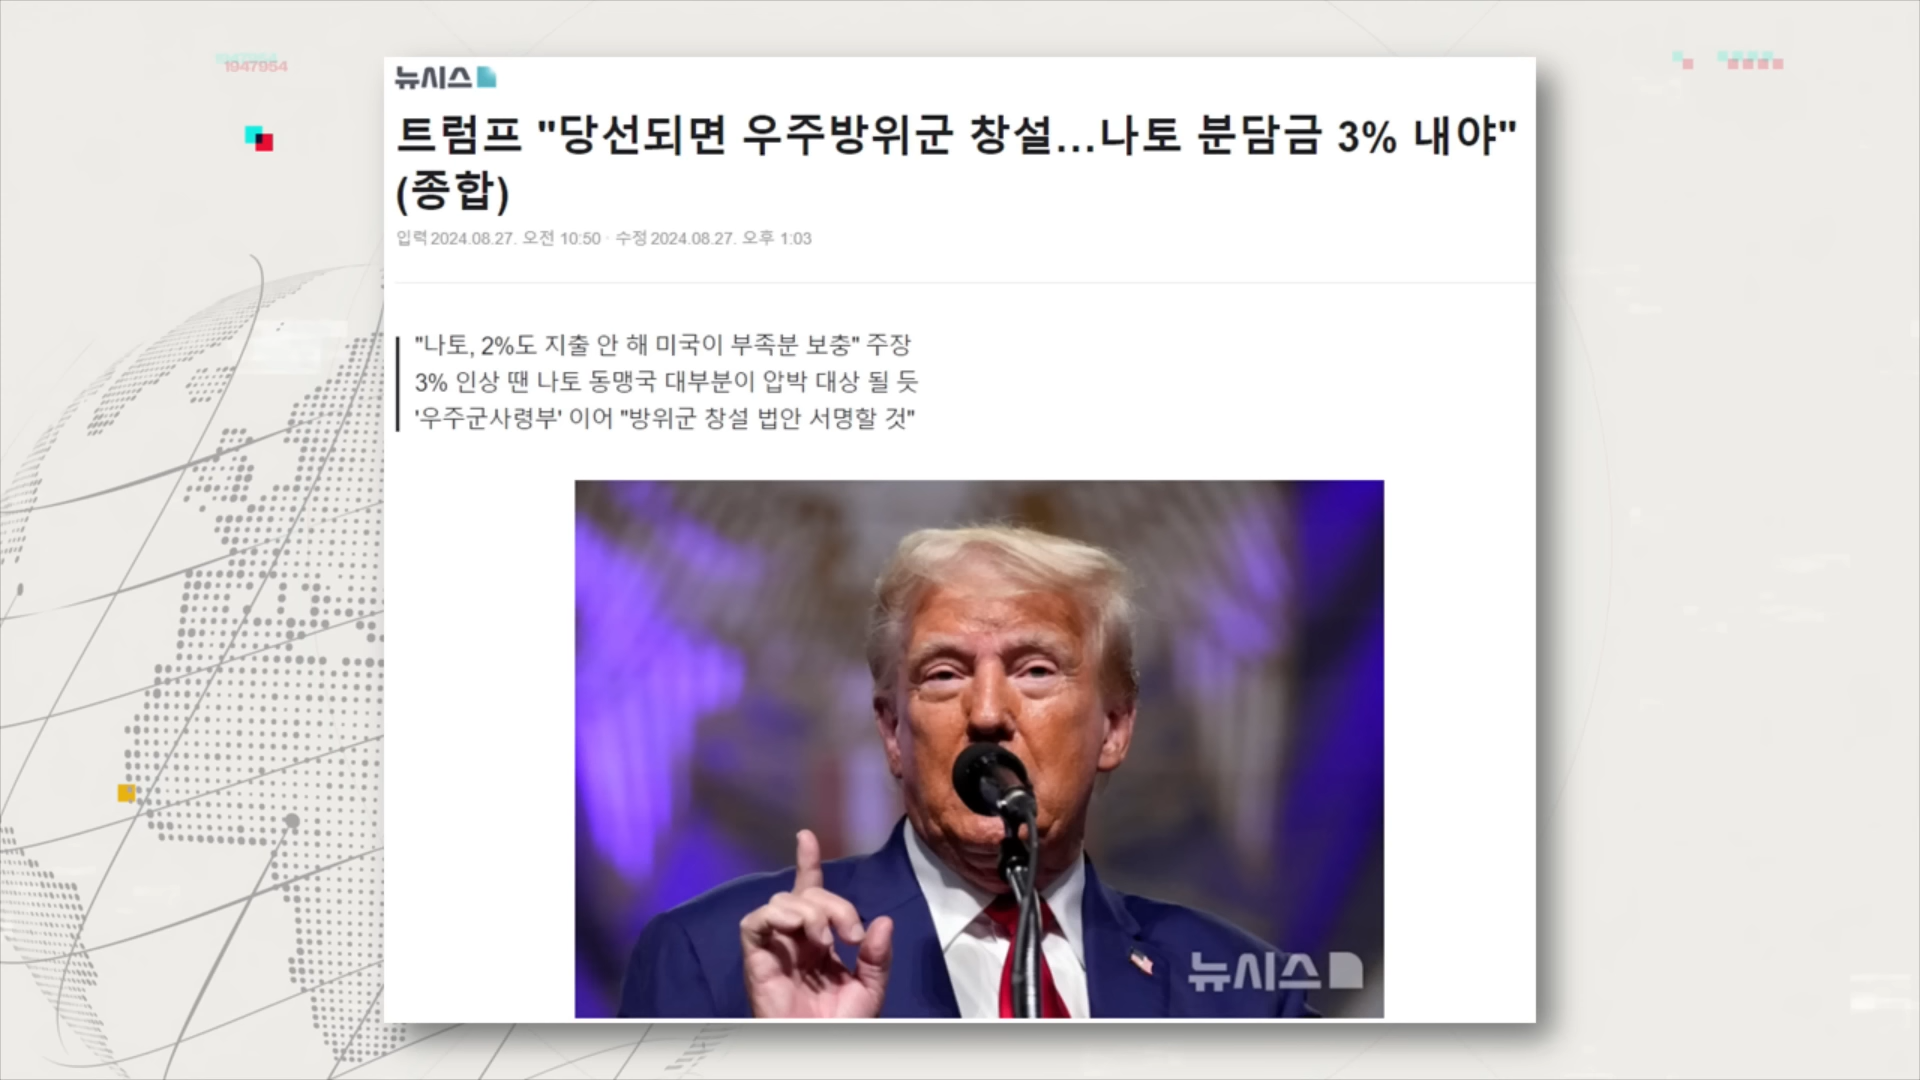 1947954
뉴시스
트럼프 "당선되면 우주방위군 창설...나토 분담금 3% 내야"
(종합)
입력 2024.08.27. 오전 10:50 · 수정 2024.08.27. 오후 1:03
"나토, 2%도 지출 안 해 미국이 부족분 보충" 주장
3% 인상 땐 나토 동맹국 대부분이 압박 대상 될 듯
'우주군사령부' 이어 "방위군 창설 법안 서명할 것"
뉴시스